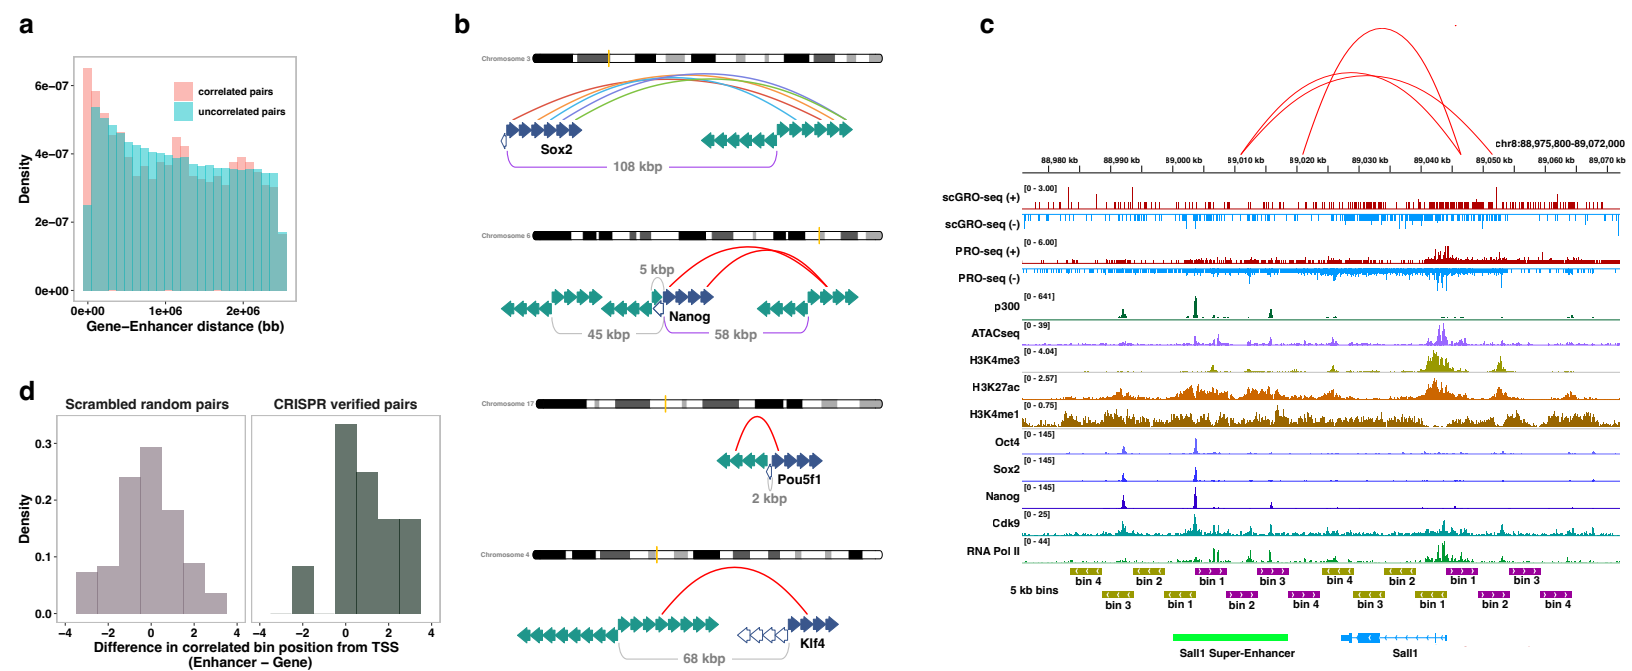 a
6e−07
4e−07
2e−07
0e+00
Density
correlated pairs
uncorrelated pairs
0e+00
1e+06
2e+06
Gene−Enhancer distance (bb)
b
Chromosome 3
Sox2
108 kbp
Chromosome 6
5 kbp
Nanog
45 kbp
58 kbp
Chromosome 17
Pou5f1
2 kbp
Chromosome 4
Klf4
68 kbp
c
chr8:88,975,800-89,072,000
88,980 kb
88,990 kb
89,000 kb
89,010 kb
89,020 kb
89,030 kb
89,040 kb
89,050 kb
89,060 kb
89,070 kb
scGRO-seq (+)
[0 - 3.00]
scGRO-seq (-)
PRO-seq (+)
[0 - 6.00]
PRO-seq (-)
p300
[0 - 641]
ATACseq
[0 - 39]
H3K4me3
[0 - 4.04]
H3K27ac
[0 - 2.57]
H3K4me1
[0 - 0.75]
Oct4
[0 - 145]
Sox2
[0 - 145]
Nanog
[0 - 145]
Cdk9
[0 - 25]
RNA Pol II
[0 - 44]
5 kb bins
bin 4
bin 2
bin 1
bin 3
bin 4
bin 2
bin 1
bin 3
bin 3
bin 1
bin 2
bin 4
bin 3
bin 1
bin 2
bin 4
Sall1 Super-Enhancer
Sall1
d
Scrambled random pairs
CRISPR verified pairs
Density
0.3
0.2
0.1
0.0
−4
−2
0
2
4
−4
−2
0
2
4
Difference in correlated bin position from TSS
(Enhancer − Gene)